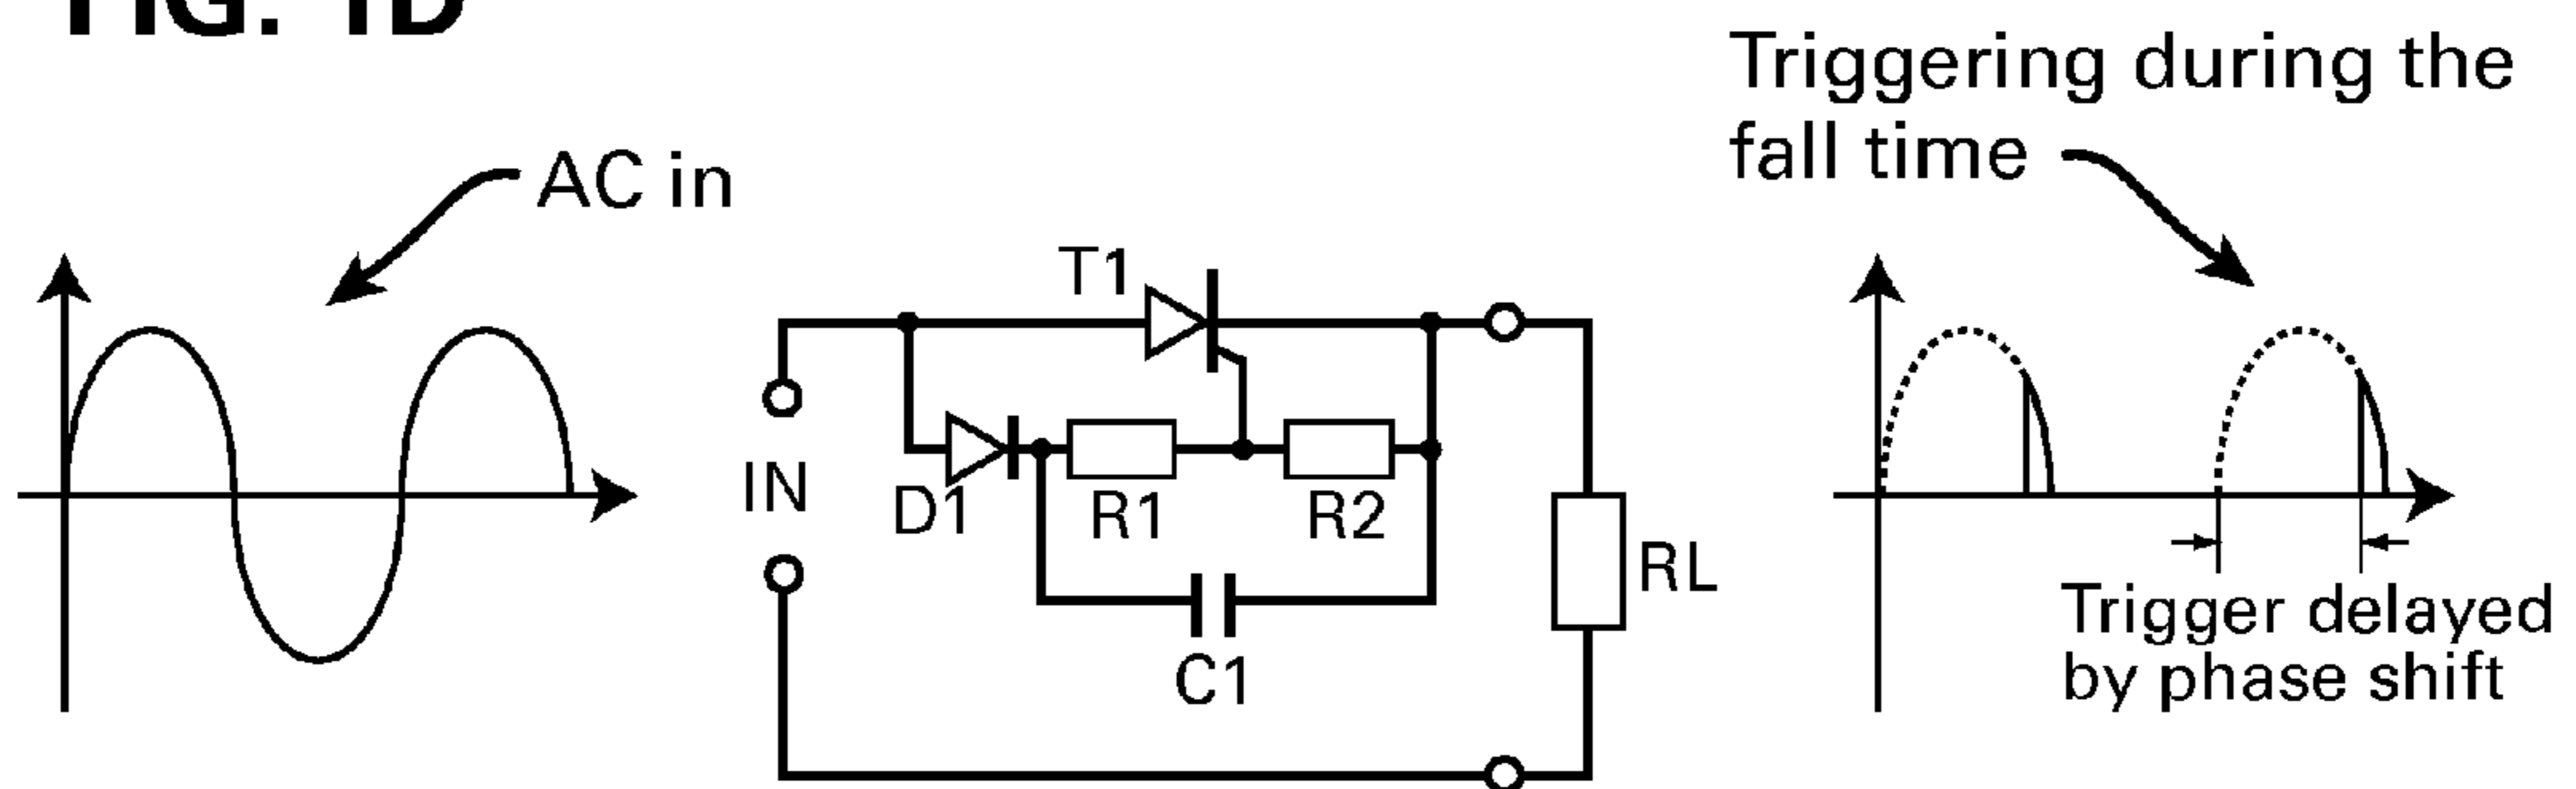 FIG. 1D
Triggering during the
fall time
AC in
T1
IN
D1
R1
R2
RL
C1
Trigger delayed
by phase shift